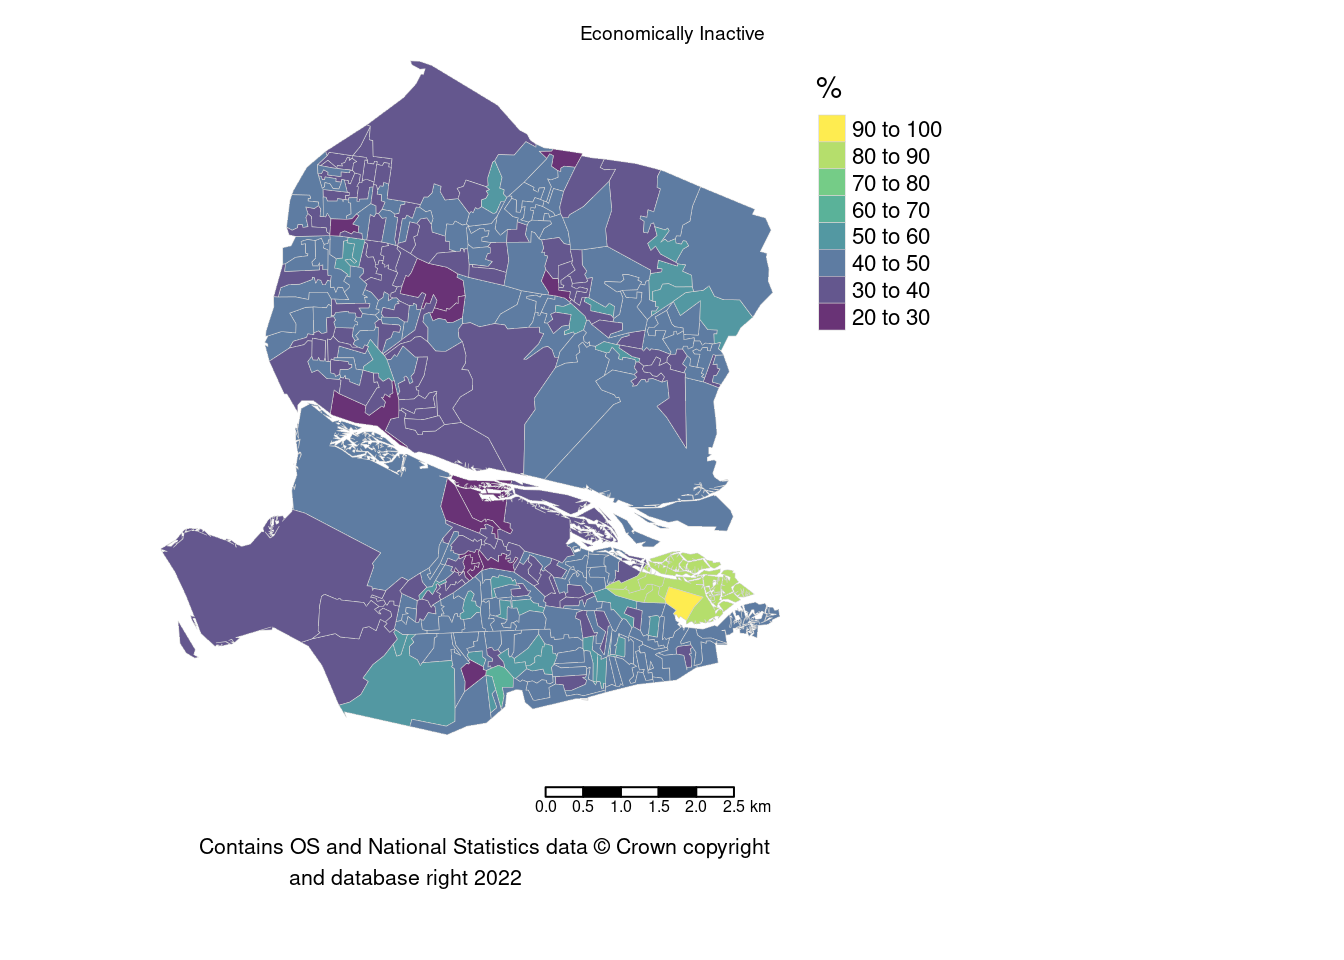 Economically Inactive
%
90 to 100
80 to 90
70 to 80
60 to 70
50 to 60
40 to 50
30 to 40
20 to 30
0.0 0.5 1.0 1.5 2.0 2.5 km
Contains OS and National Statistics data © Crown copyright
and database right 2022